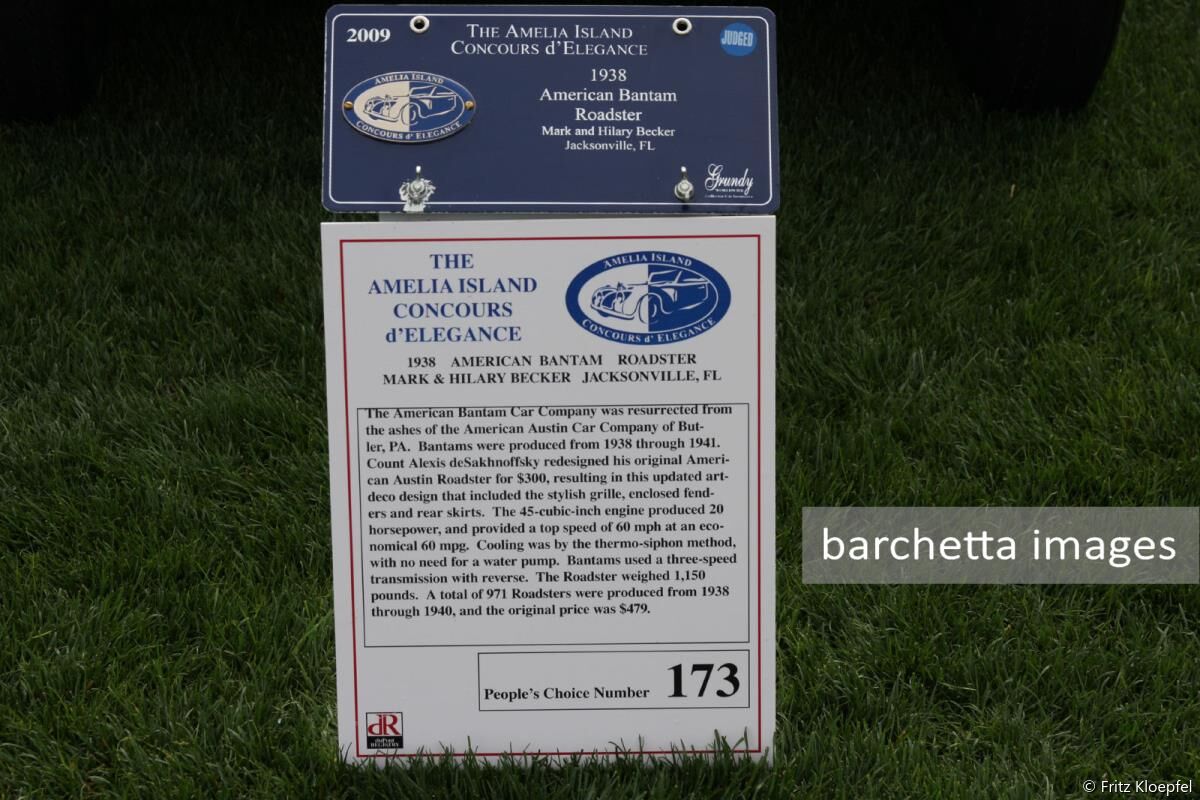 2009
THE AMELIA ISLAND
CONCOURS d'ELEGANCE
JUDGED
AMELIA ISLAND
CONCOURS d' ELEGANCE
1938
American Bantam
Roadster
Mark and Hilary Becker
Jacksonville, FL
Grundy
THE
AMELIA ISLAND
CONCOURS
d'ELEGANCE
AMELIA ISLAND
CONCOURS d' ELEGANCE
1938 AMERICAN BANTAM ROADSTER
MARK & HILARY BECKER JACKSONVILLE, FL
The American Bantam Car Company was resurrected from
the ashes of the American Austin Car Company of But-
ler, PA. Bantams were produced from 1938 through 1941.
Count Alexis deSakhnoffsky redesigned his original Ameri-
can Austin Roadster for $300, resulting in this updated art-
deco design that included the stylish grille, enclosed fend-
ers and rear skirts. The 45-cubic-inch engine produced 20
horsepower, and provided a top speed of 60 mph at an eco-
nomical 60 mpg. Cooling was by the thermo-siphon method,
with no need for a water pump. Bantams used a three-speed
transmission with reverse. The Roadster weighed 1,150
pounds. A total of 971 Roadsters were produced from 1938
through 1940, and the original price was $479.
People's Choice Number 173
dR
duPont
REGISTRY
barchetta images
© Fritz Kloepfel